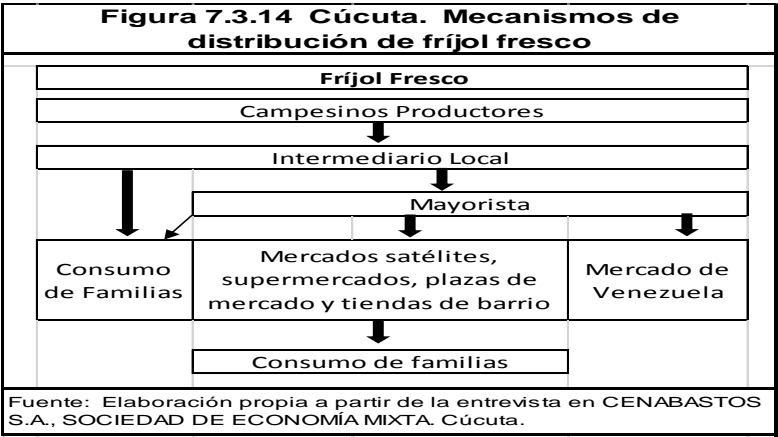 Figura 7.3.14 Cúcuta. Mecanismos de
distribución de fríjol fresco
Fríjol Fresco
Campesinos Productores
Intermediario Local
Mayorista
Consumo
de Familias
Mercados satélites,
supermercados, plazas de
mercado y tiendas de barrio
Mercado de
Venezuela
Consumo de familias
Fuente: Elaboración propia a partir de la entrevista en CENABASTOS
S.A., SOCIEDAD DE ECONOMÍA MIXTA. Cúcuta.